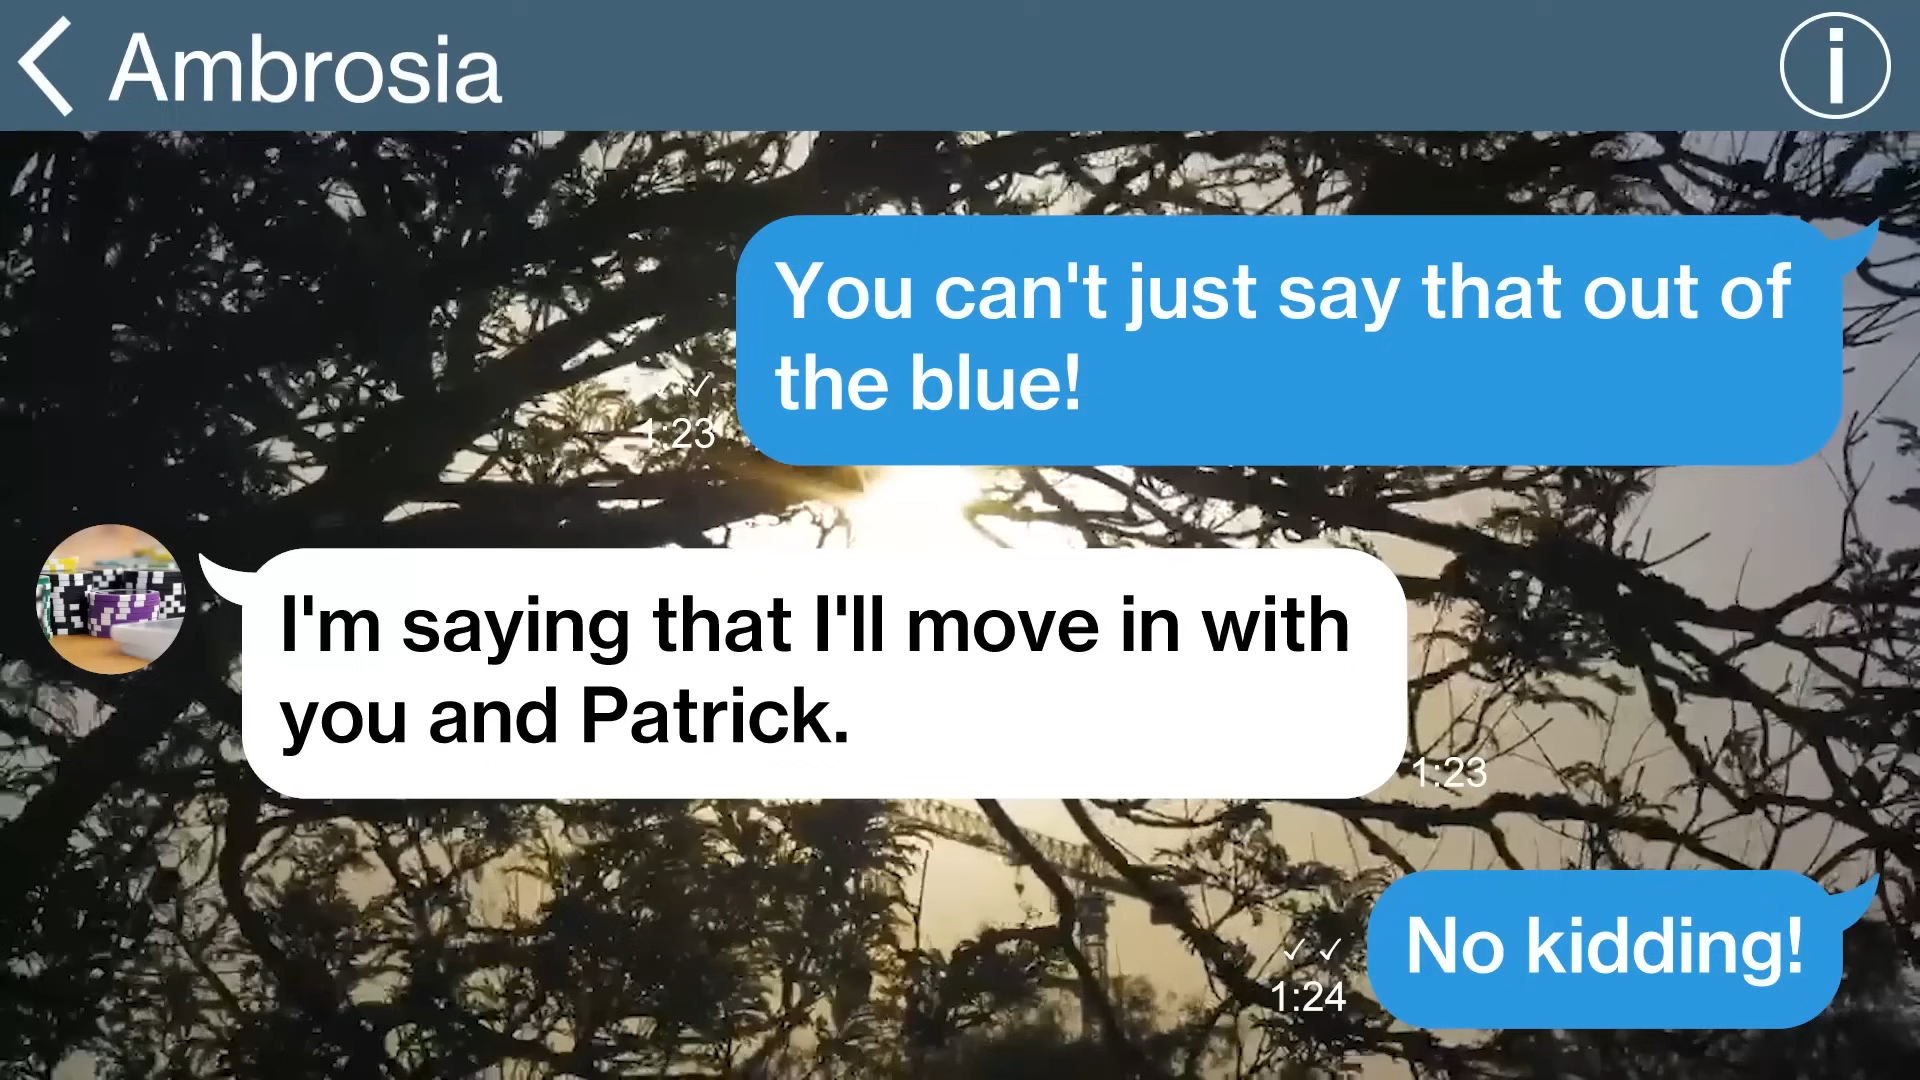 Ambrosia
i
You can't just say that out of
the blue!
✓✓
1:23
I'm saying that I'll move in with
you and Patrick.
1:23
No kidding!
✓✓
1:24